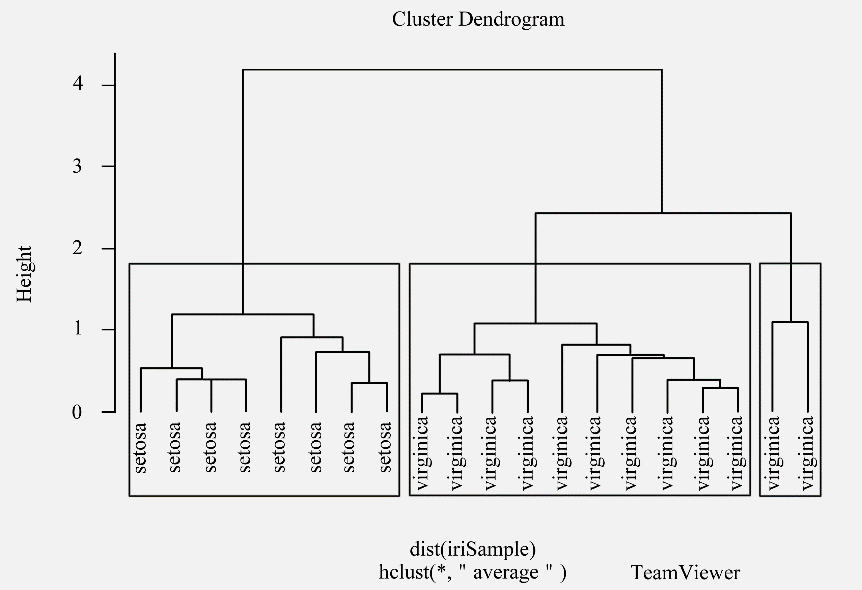 Cluster Dendrogram
Height
4
3
2
1
0
setosa
setosa
setosa
setosa
setosa
setosa
setosa
setosa
virginica
virginica
virginica
virginica
virginica
virginica
virginica
virginica
virginica
virginica
virginica
virginica
dist(iriSample)
hclust(*, " average " )
TeamViewer